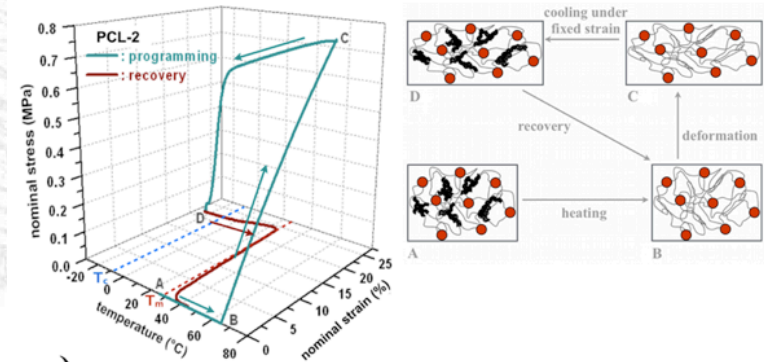 PCL-2
: programming
: recovery
nominal stress (MPa)
0.8
0.7
0.6
0.5
0.4
0.3
0.2
0.1
0.0
C
D
A
B
Tc
Tm
-20
0
20
40
60
80
temperature (°C)
0
5
10
15
20
25
nominal strain (%)
cooling under
fixed strain
D
C
recovery
deformation
heating
A
B